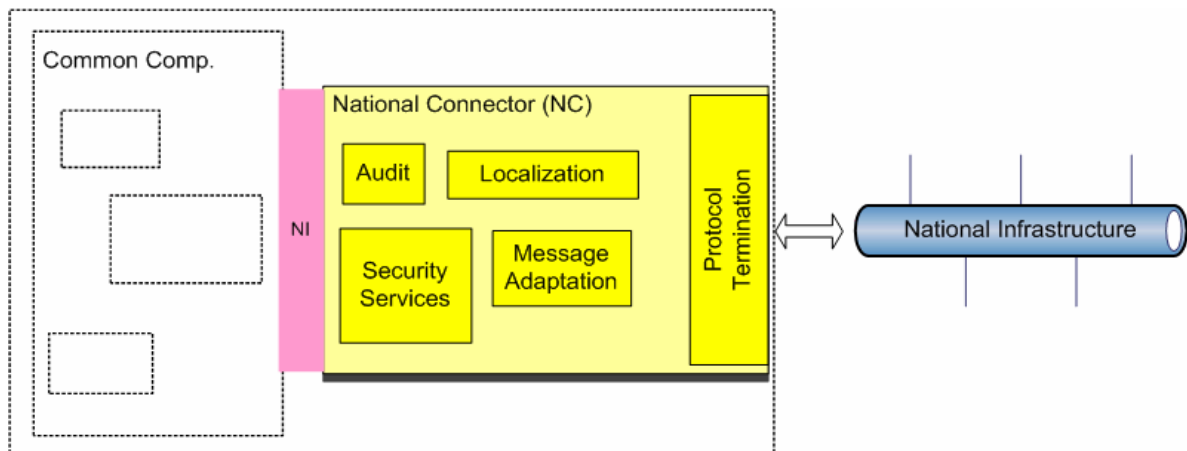 Common Comp.
National Connector (NC)
Audit
Localization
NI
Security
Services
Message
Adaptation
Protocol
Termination
National Infrastructure